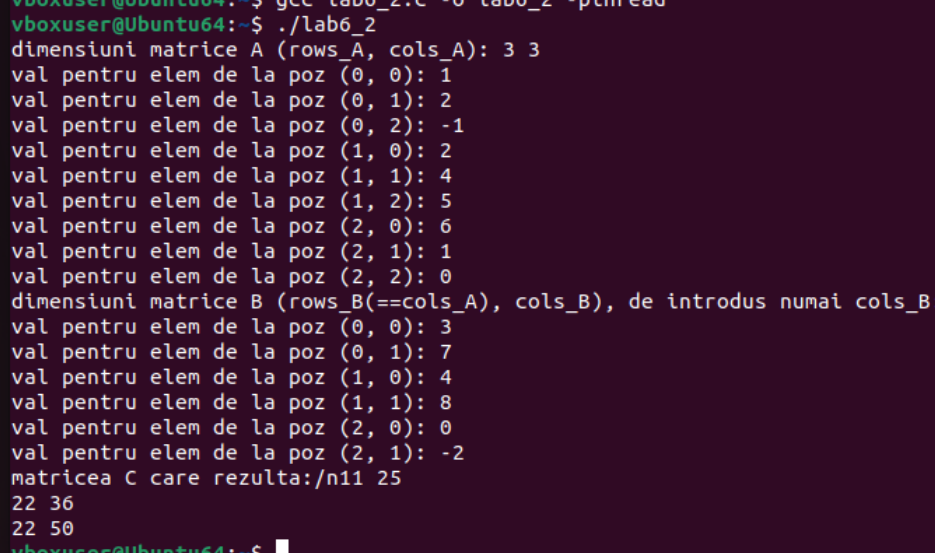 vboxuser@Ubuntu64:~$ gcc lab6_2.c -o lab6_2 -pthread
vboxuser@Ubuntu64:~$ ./lab6_2
dimensiuni matrice A (rows_A, cols_A): 3 3
val pentru elem de la poz (0, 0): 1
val pentru elem de la poz (0, 1): 2
val pentru elem de la poz (0, 2): -1
val pentru elem de la poz (1, 0): 2
val pentru elem de la poz (1, 1): 4
val pentru elem de la poz (1, 2): 5
val pentru elem de la poz (2, 0): 6
val pentru elem de la poz (2, 1): 1
val pentru elem de la poz (2, 2): 0
dimensiuni matrice B (rows_B(==cols_A), cols_B), de introdus numai cols_B
val pentru elem de la poz (0, 0): 3
val pentru elem de la poz (0, 1): 7
val pentru elem de la poz (1, 0): 4
val pentru elem de la poz (1, 1): 8
val pentru elem de la poz (2, 0): 0
val pentru elem de la poz (2, 1): -2
matricea C care rezulta:/n11 25
22 36
22 50
vboxuser@Ubuntu64:~$